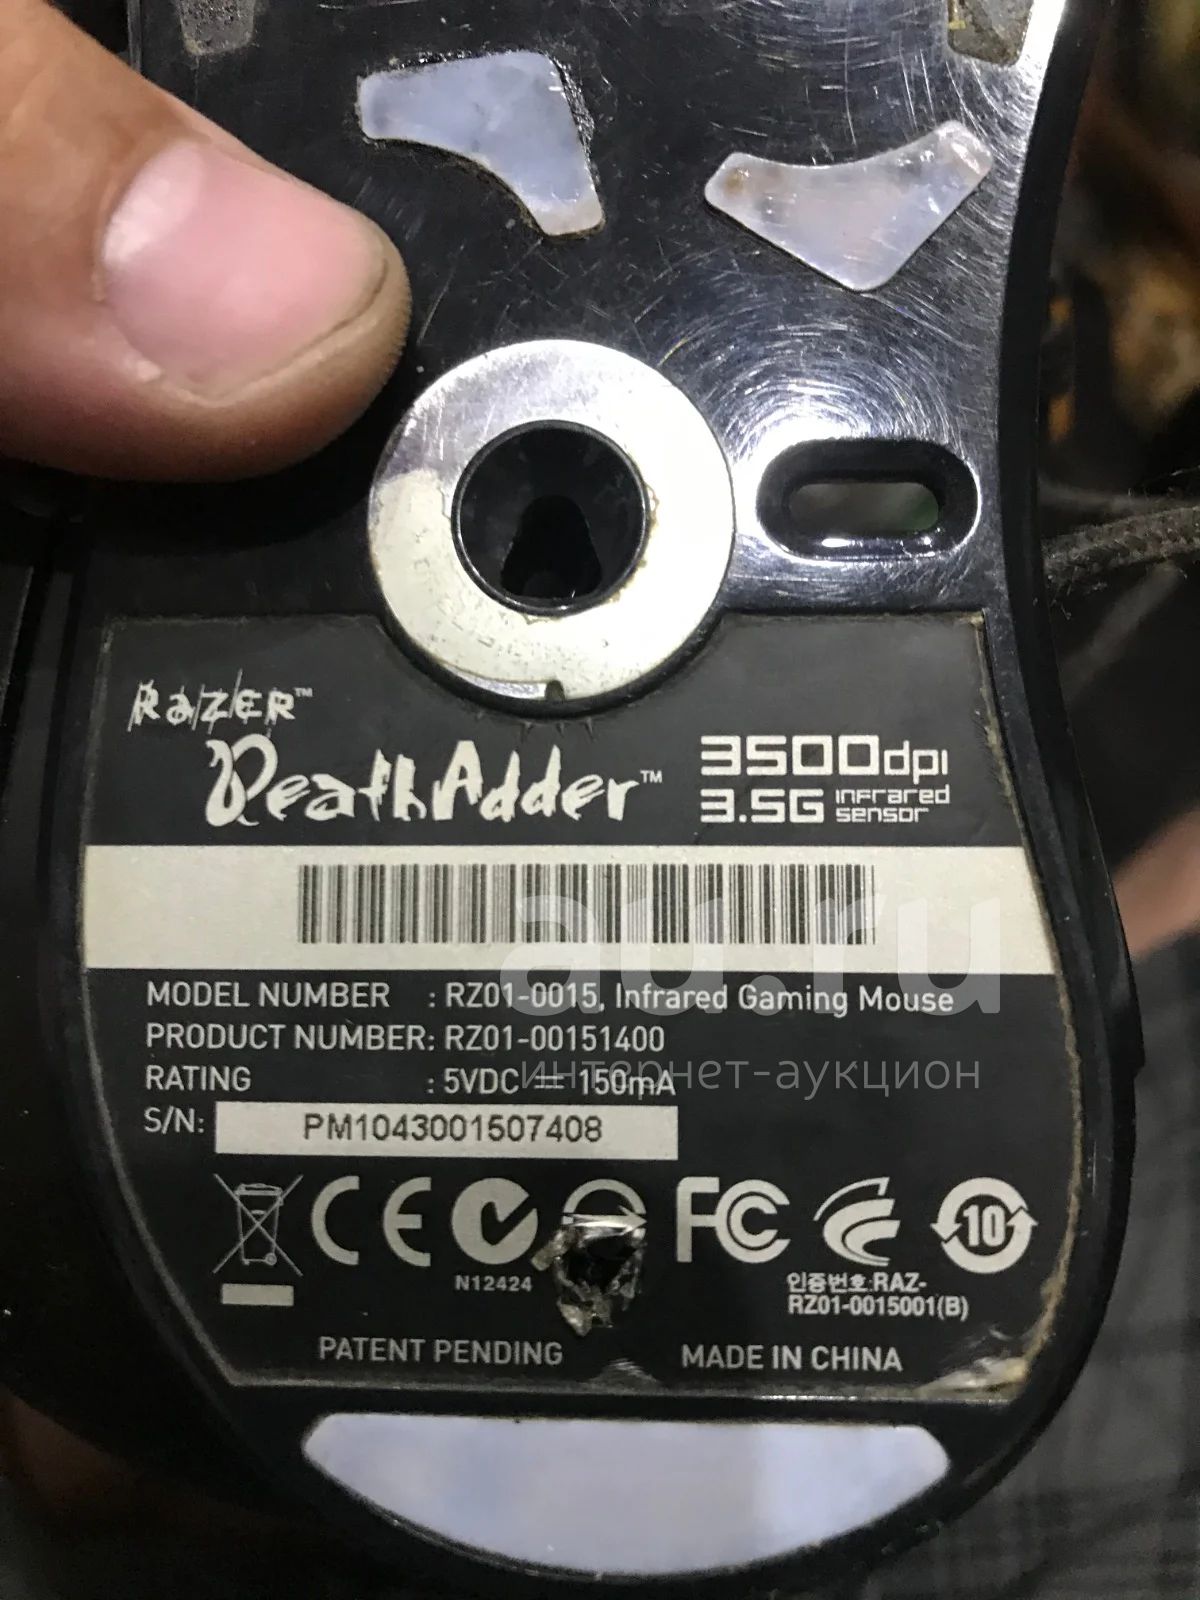 RAZER™
DeathAdder™
3500dpi
3.5G infrared sensor
au.ru
MODEL NUMBER : RZ01-0015, Infrared Gaming Mouse
PRODUCT NUMBER: RZ01-00151400
интернет-аукцион
RATING : 5VDC ⎓ 150mA
S/N: PM1043001507408
CE
FC
10
N12424
인증번호:RAZ-
RZ01-0015001(B)
PATENT PENDING
MADE IN CHINA